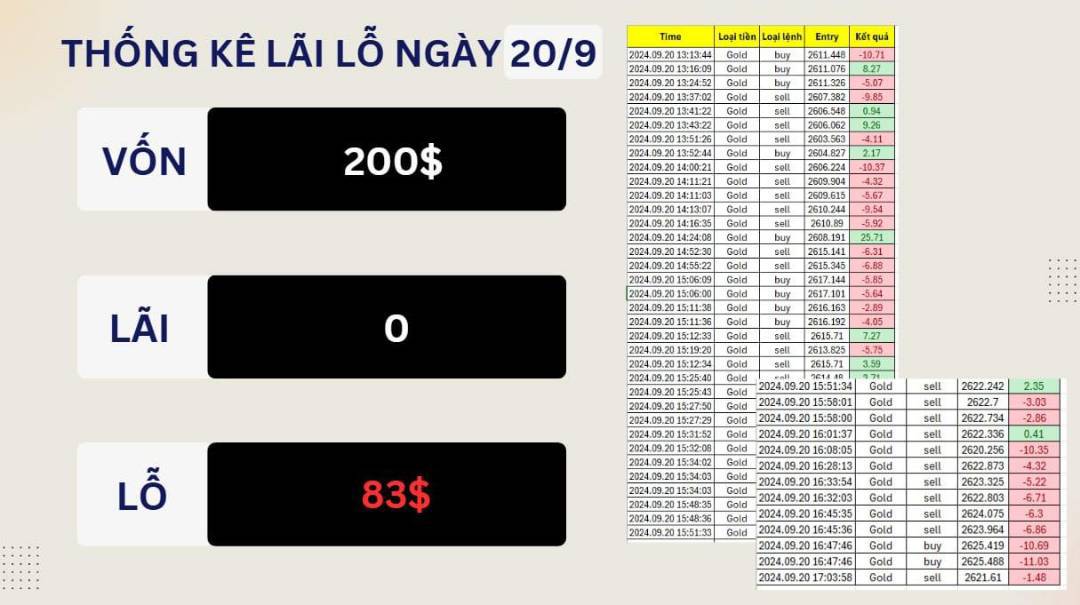 THỐNG KÊ LÃI LỖ NGÀY 20/9
VỐN 200$
LÃI 0
LỖ 83$
Time Loại tiền Loại lệnh Entry Kết quả
2024.09.20 13:13:44 Gold buy 2611.448 -10.71
2024.09.20 13:16:09 Gold buy 2611.076 8.27
2024.09.20 13:24:52 Gold buy 2611.326 -5.07
2024.09.20 13:37:02 Gold sell 2607.382 -9.85
2024.09.20 13:41:22 Gold sell 2606.548 0.94
2024.09.20 13:43:22 Gold sell 2606.062 9.26
2024.09.20 13:51:26 Gold sell 2603.563 -4.11
2024.09.20 13:52:44 Gold buy 2604.827 2.17
2024.09.20 14:00:21 Gold sell 2606.224 -10.37
2024.09.20 14:11:21 Gold sell 2609.904 -4.32
2024.09.20 14:11:03 Gold sell 2609.615 -5.67
2024.09.20 14:13:07 Gold sell 2610.244 -9.54
2024.09.20 14:16:35 Gold sell 2610.89 -5.92
2024.09.20 14:24:08 Gold buy 2608.191 25.71
2024.09.20 14:52:30 Gold sell 2615.141 -6.31
2024.09.20 14:55:22 Gold sell 2615.345 -6.88
2024.09.20 15:06:09 Gold buy 2617.144 -5.85
2024.09.20 15:06:00 Gold buy 2617.101 -5.64
2024.09.20 15:11:38 Gold buy 2616.163 -2.89
2024.09.20 15:11:36 Gold buy 2616.192 -4.05
2024.09.20 15:12:33 Gold sell 2615.71 7.27
2024.09.20 15:19:20 Gold sell 2613.825 -5.75
2024.09.20 15:12:34 Gold sell 2615.71 3.59
2024.09.20 15:25:40 Gold sell
2024.09.20 15:25:43 Gold
2024.09.20 15:27:50 Gold
2024.09.20 15:27:29 Gold
2024.09.20 15:31:52 Gold
2024.09.20 15:32:08 Gold
2024.09.20 15:34:02 Gold
2024.09.20 15:34:03 Gold
2024.09.20 15:34:03 Gold
2024.09.20 15:48:35 Gold
2024.09.20 15:48:36 Gold
2024.09.20 15:51:33 Gold
2024.09.20 15:51:34 Gold sell 2622.242 2.35
2024.09.20 15:58:01 Gold sell 2622.7 -3.03
2024.09.20 15:58:00 Gold sell 2622.734 -2.86
2024.09.20 16:01:37 Gold sell 2622.336 0.41
2024.09.20 16:08:05 Gold sell 2620.256 -10.35
2024.09.20 16:28:13 Gold sell 2622.873 -4.32
2024.09.20 16:33:54 Gold sell 2623.325 -5.22
2024.09.20 16:32:03 Gold sell 2622.803 -6.71
2024.09.20 16:45:35 Gold sell 2624.075 -6.3
2024.09.20 16:45:36 Gold sell 2623.964 -6.86
2024.09.20 16:47:46 Gold buy 2625.419 -10.69
2024.09.20 16:47:46 Gold buy 2625.488 -11.03
2024.09.20 17:03:58 Gold sell 2621.61 -1.48